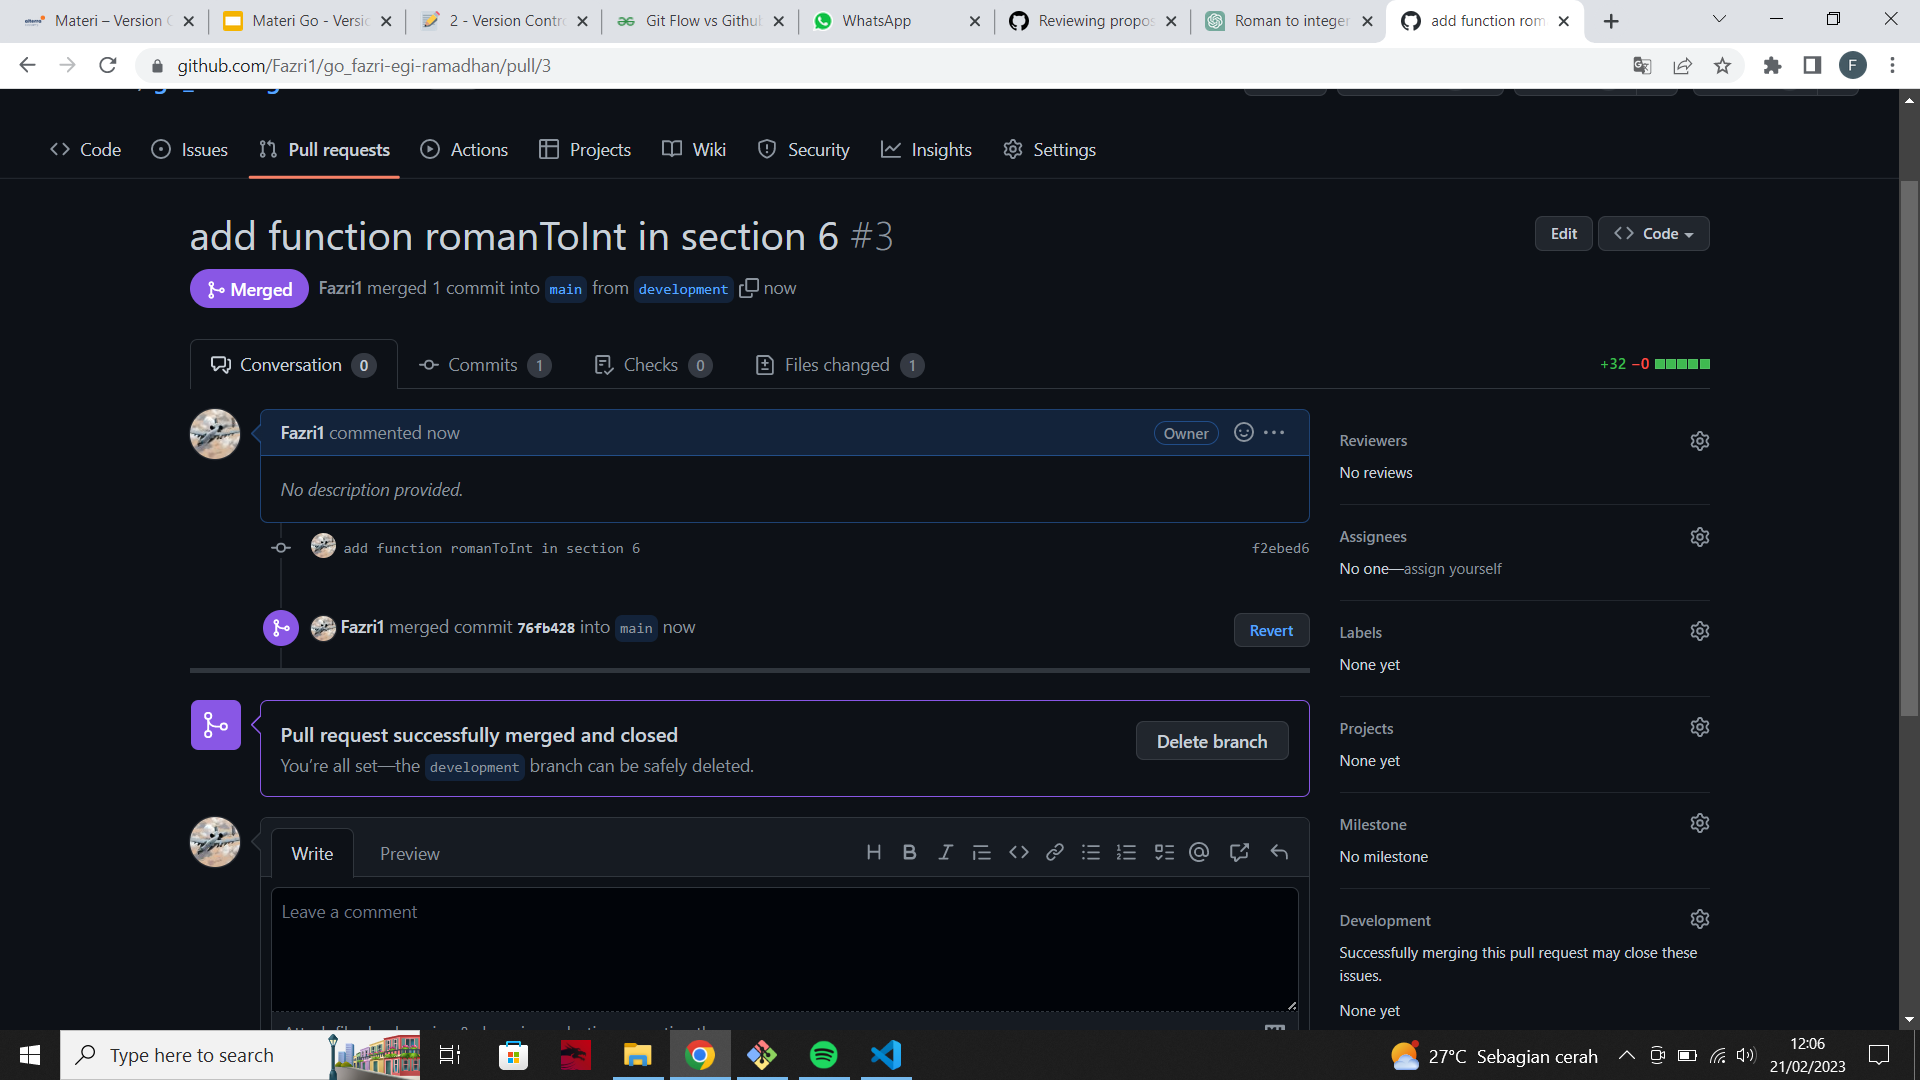 Materi – Version C
Materi Go - Versio
2 - Version Contro
Git Flow vs Github
WhatsApp
Reviewing propos
Roman to integer
add function rom
github.com/Fazri1/go_fazri-egi-ramadhan/pull/3
F
Code
Issues
Pull requests
Actions
Projects
Wiki
Security
Insights
Settings
add function romanToInt in section 6 #3
Edit
Code
Merged
Fazri1 merged 1 commit into main from development now
Conversation 0
Commits 1
Checks 0
Files changed 1
+32 −0
Fazri1 commented now
Owner
No description provided.
add function romanToInt in section 6
f2ebed6
Fazri1 merged commit 76fb428 into main now
Revert
Pull request successfully merged and closed
You’re all set—the development branch can be safely deleted.
Delete branch
Write
Preview
Leave a comment
Reviewers
No reviews
Assignees
No one—assign yourself
Labels
None yet
Projects
None yet
Milestone
No milestone
Development
Successfully merging this pull request may close these
issues.
None yet
Type here to search
27°C Sebagian cerah
12:06
21/02/2023